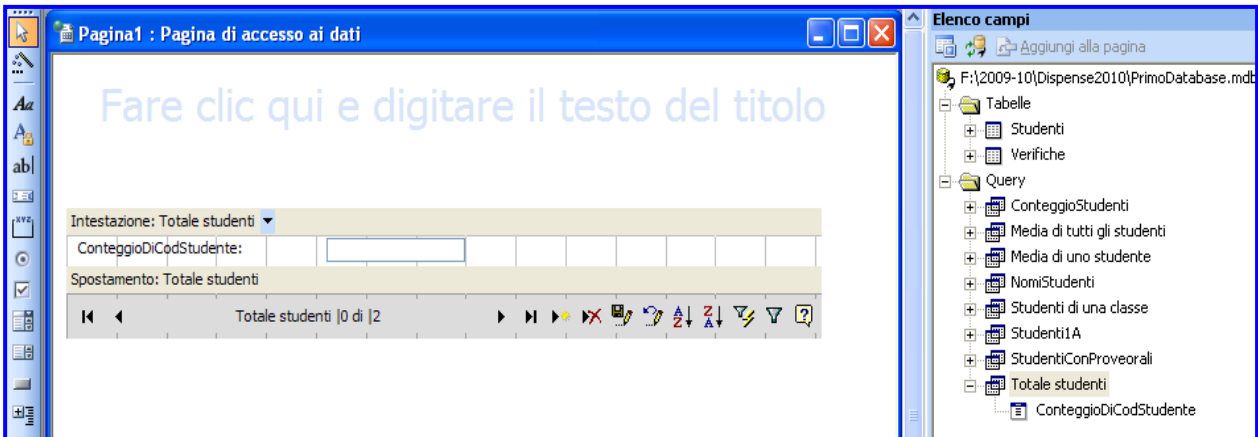 Pagina1 : Pagina di accesso ai dati
Fare clic qui e digitare il testo del titolo
Intestazione: Totale studenti
ConteggioDiCodStudente:
Spostamento: Totale studenti
Totale studenti |0 di |2
A
Z
Z
A
Aa
A
ab|
XYZ
Elenco campi
Aggiungi alla pagina
F:\2009-10\Dispense2010\PrimoDatabase.mdb
Tabelle
Studenti
Verifiche
Query
ConteggioStudenti
Media di tutti gli studenti
Media di uno studente
NomiStudenti
Studenti di una classe
Studenti1A
StudentiConProveorali
Totale studenti
ConteggioDiCodStudente